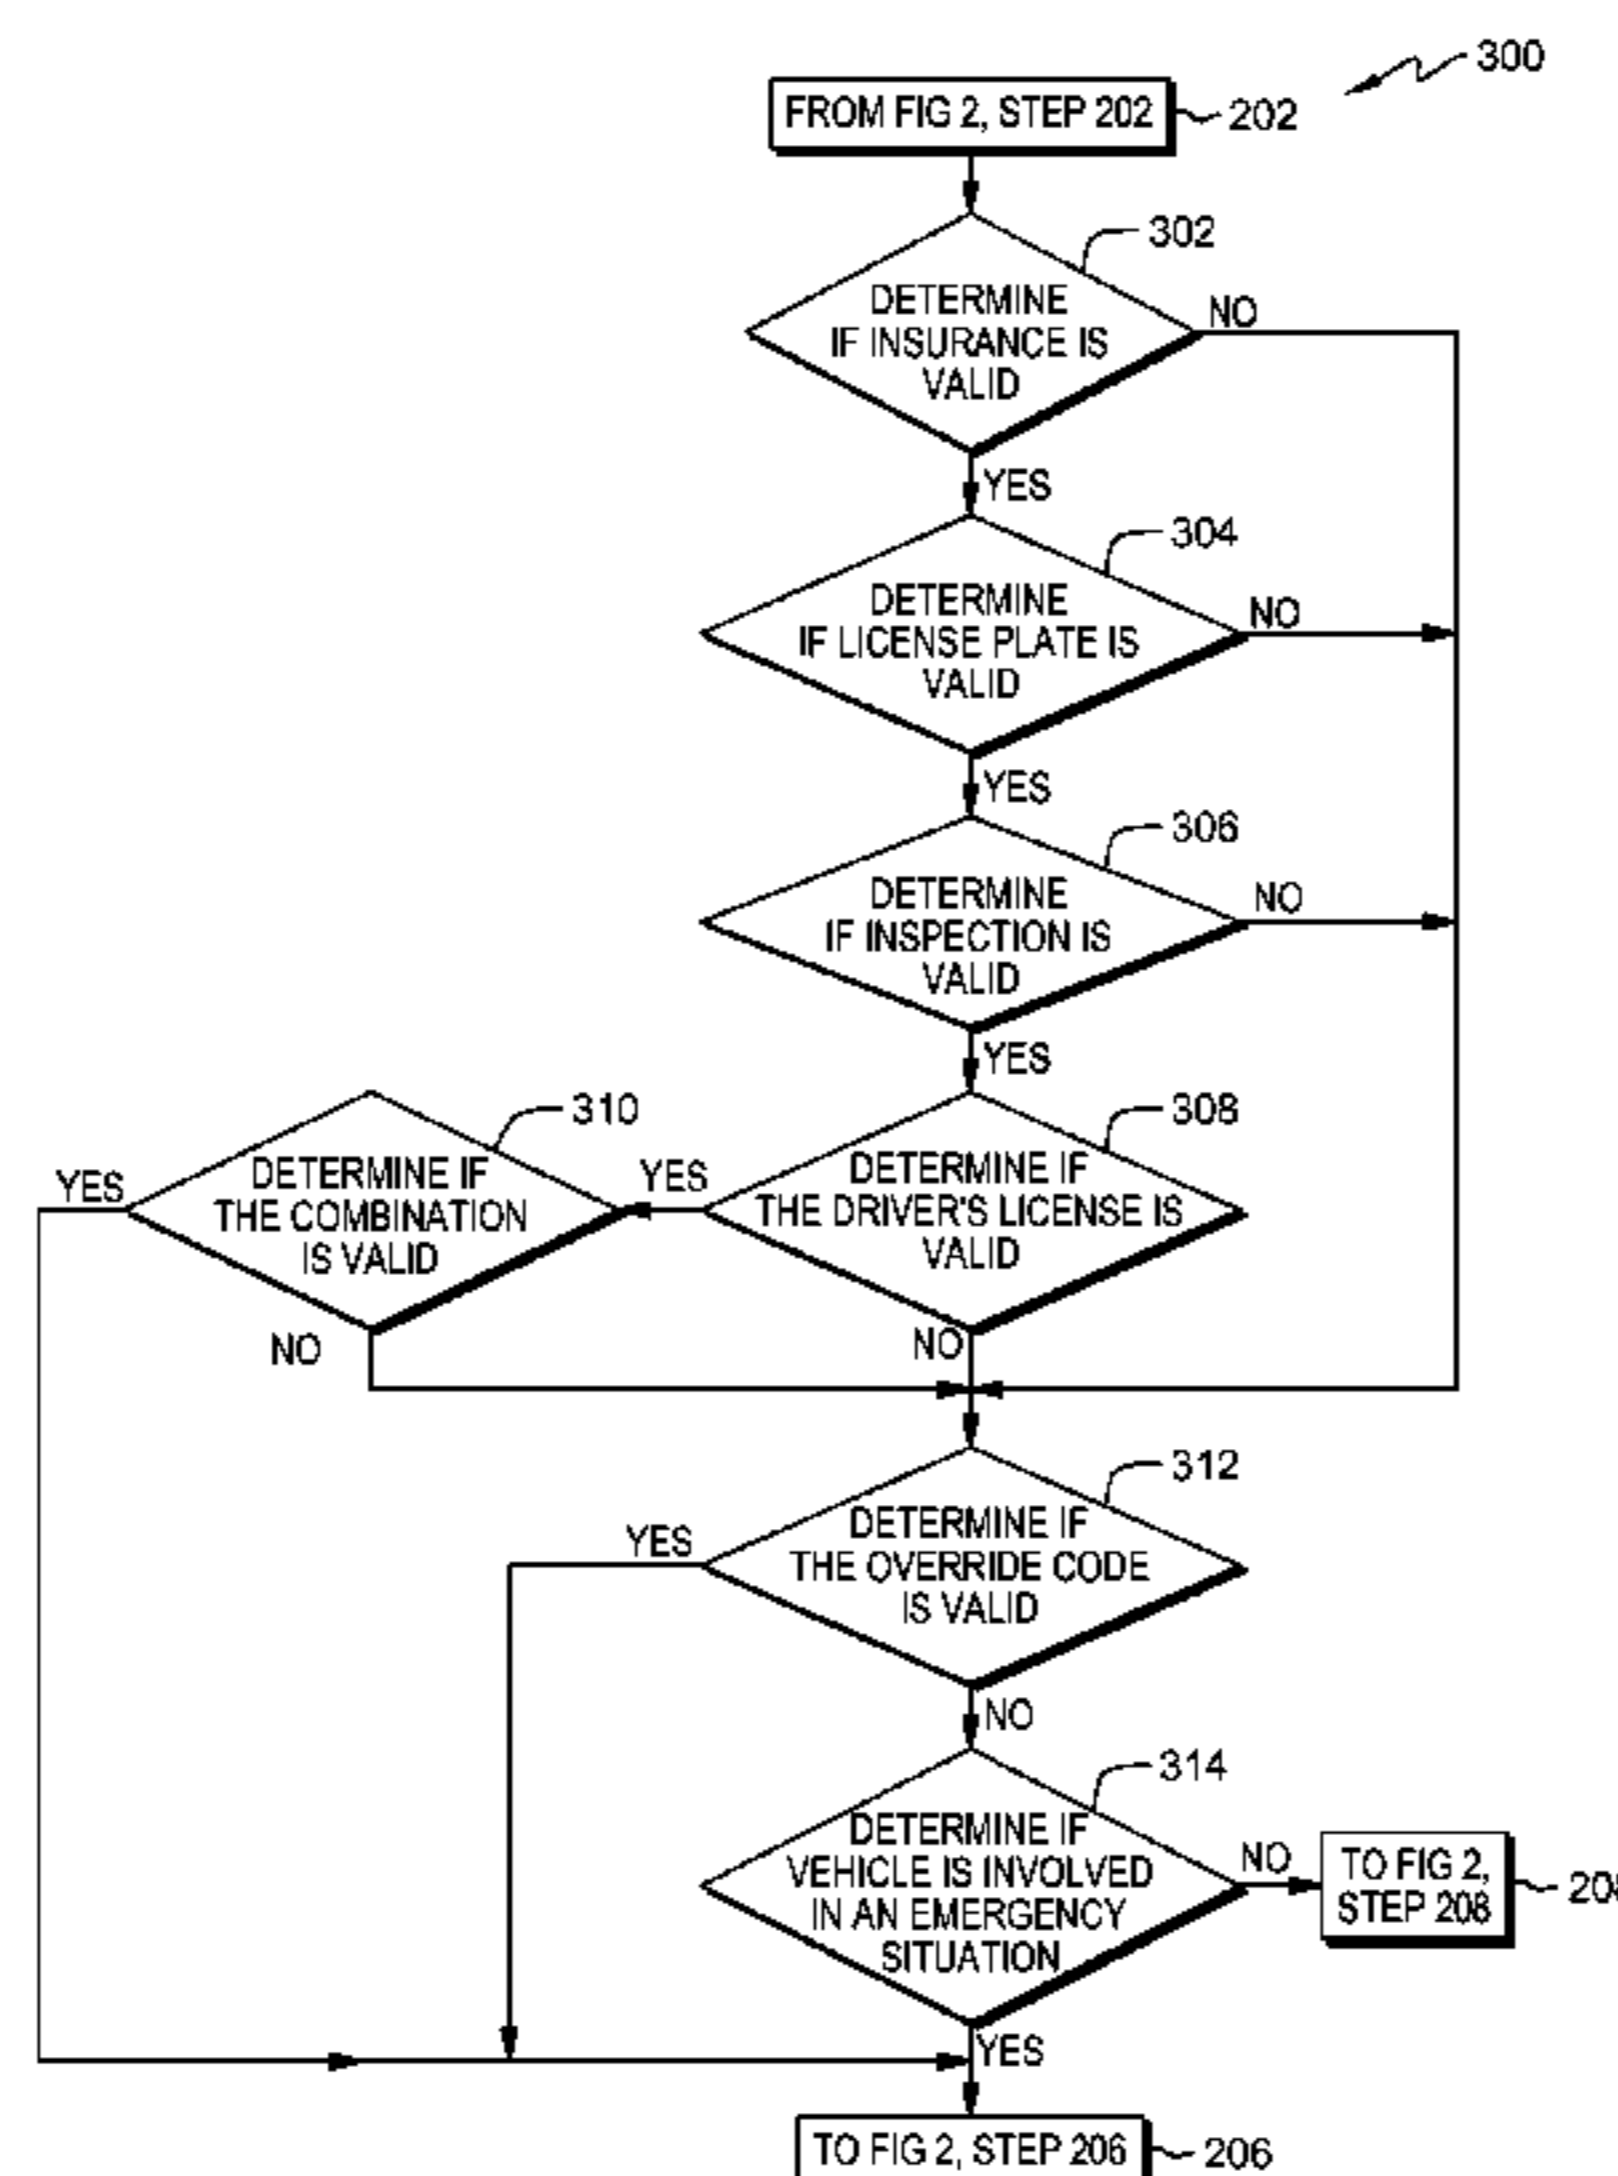 300
FROM FIG 2, STEP 202
202
302
DETERMINE
IF INSURANCE IS
VALID
NO
YES
304
DETERMINE
IF LICENSE PLATE IS
VALID
NO
YES
306
DETERMINE
IF INSPECTION IS
VALID
NO
YES
310
DETERMINE IF
THE COMBINATION
IS VALID
YES
NO
308
DETERMINE IF
THE DRIVER'S LICENSE IS
VALID
YES
NO
312
DETERMINE IF
THE OVERRIDE CODE
IS VALID
YES
NO
314
DETERMINE IF
VEHICLE IS INVOLVED
IN AN EMERGENCY
SITUATION
NO
TO FIG 2,
STEP 208
208
YES
TO FIG 2, STEP 206
206